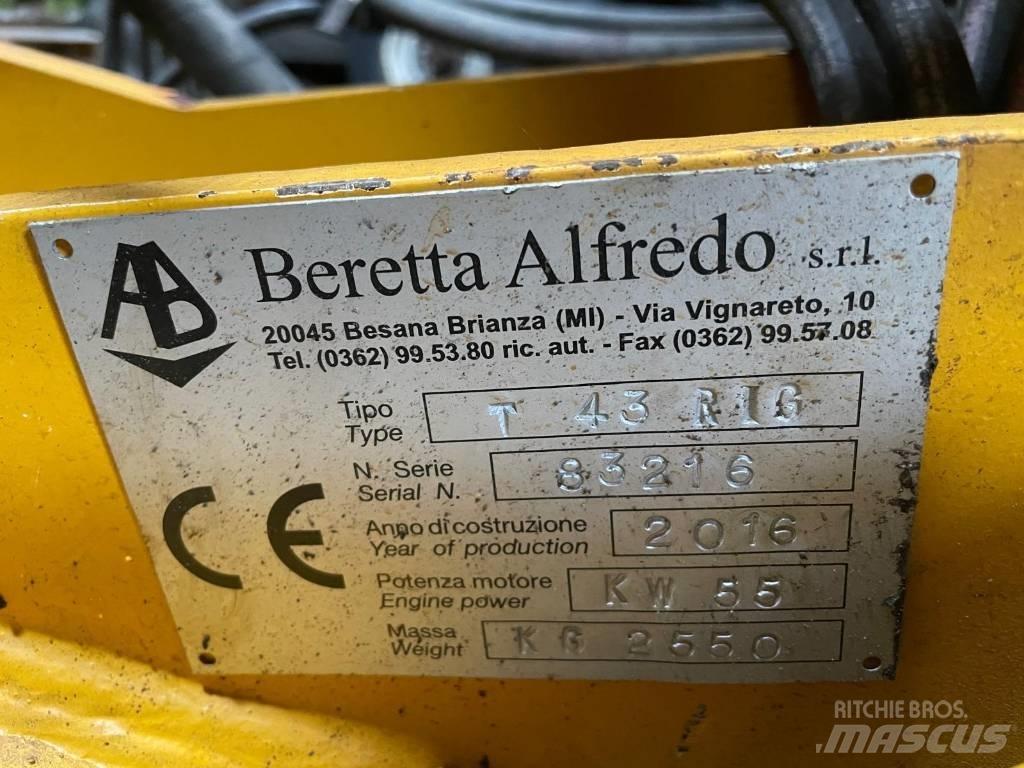 AB
Beretta Alfredo s.r.l.
20045 Besana Brianza (MI) - Via Vignareto, 10
Tel. (0362) 99.53.80 ric. aut. - Fax (0362) 99.57.08
Tipo
Type
T 43 RIG
N. Serie
Serial N.
83216
Anno di costruzione
Year of production
2016
Potenza motore
Engine power
KW 55
Massa
Weight
KG 2550
CE
RITCHIE BROS.
MASCUS